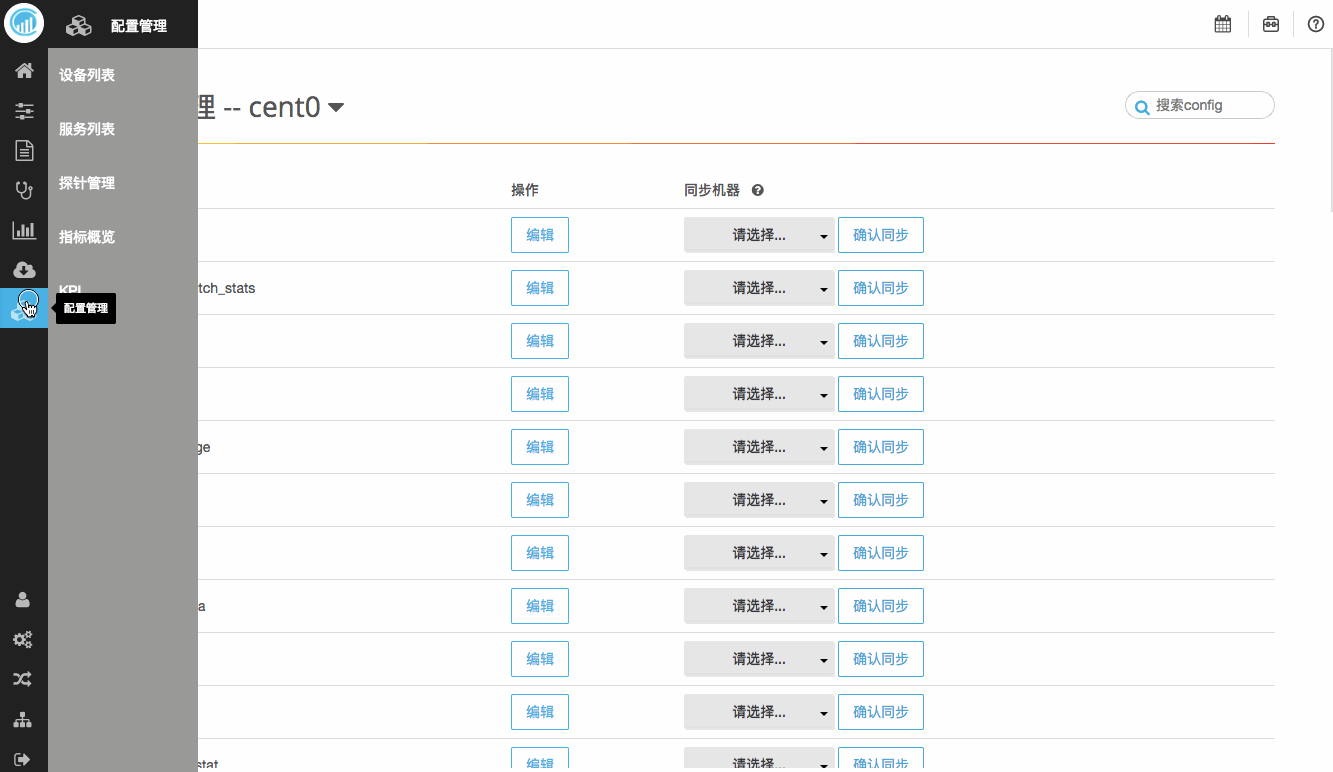 配置管理
设备列表
服务列表
探针管理
指标概览
KPI
配置管理
理 -- cent0
搜索config
操作 同步机器
编辑 请选择... 确认同步
tch_stats 编辑 请选择... 确认同步
编辑 请选择... 确认同步
编辑 请选择... 确认同步
ge 编辑 请选择... 确认同步
编辑 请选择... 确认同步
编辑 请选择... 确认同步
a 编辑 请选择... 确认同步
编辑 请选择... 确认同步
编辑 请选择... 确认同步
stat 编辑 请选择... 确认同步